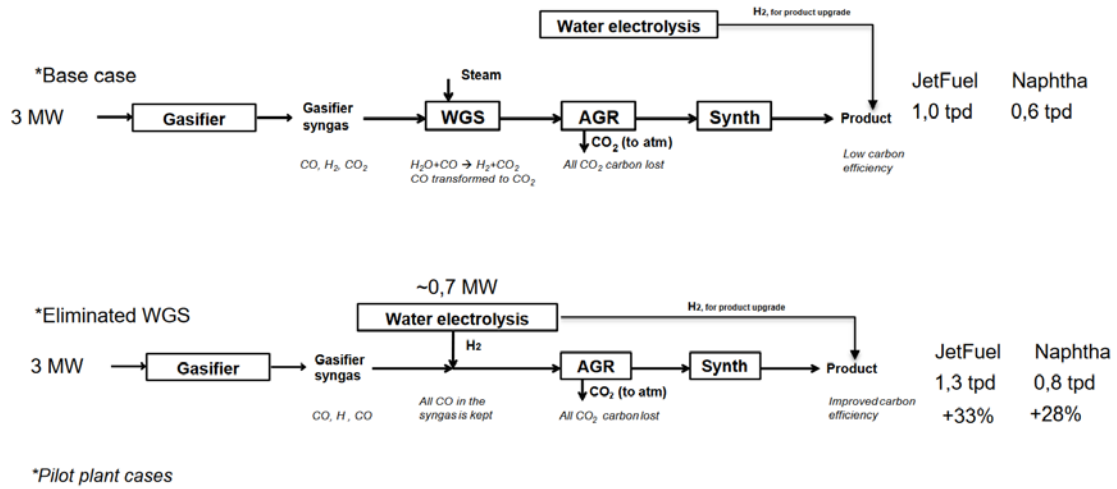 Water electrolysis
H2, for product upgrade
*Base case
3 MW
Gasifier
Gasifier
syngas
Steam
WGS
AGR
CO2 (to atm)
Synth
Product
JetFuel
Naphtha
1,0 tpd
0,6 tpd
CO, H2, CO2
H2O+CO → H2+CO2
CO transformed to CO2
All CO2 carbon lost
Low carbon
efficiency
~0,7 MW
Water electrolysis
H2, for product upgrade
*Eliminated WGS
3 MW
Gasifier
Gasifier
syngas
H2
AGR
CO2 (to atm)
Synth
Product
JetFuel
Naphtha
1,3 tpd
0,8 tpd
+33%
+28%
CO, H , CO
All CO in the
syngas is kept
All CO2 carbon lost
Improved carbon
efficiency
*Pilot plant cases